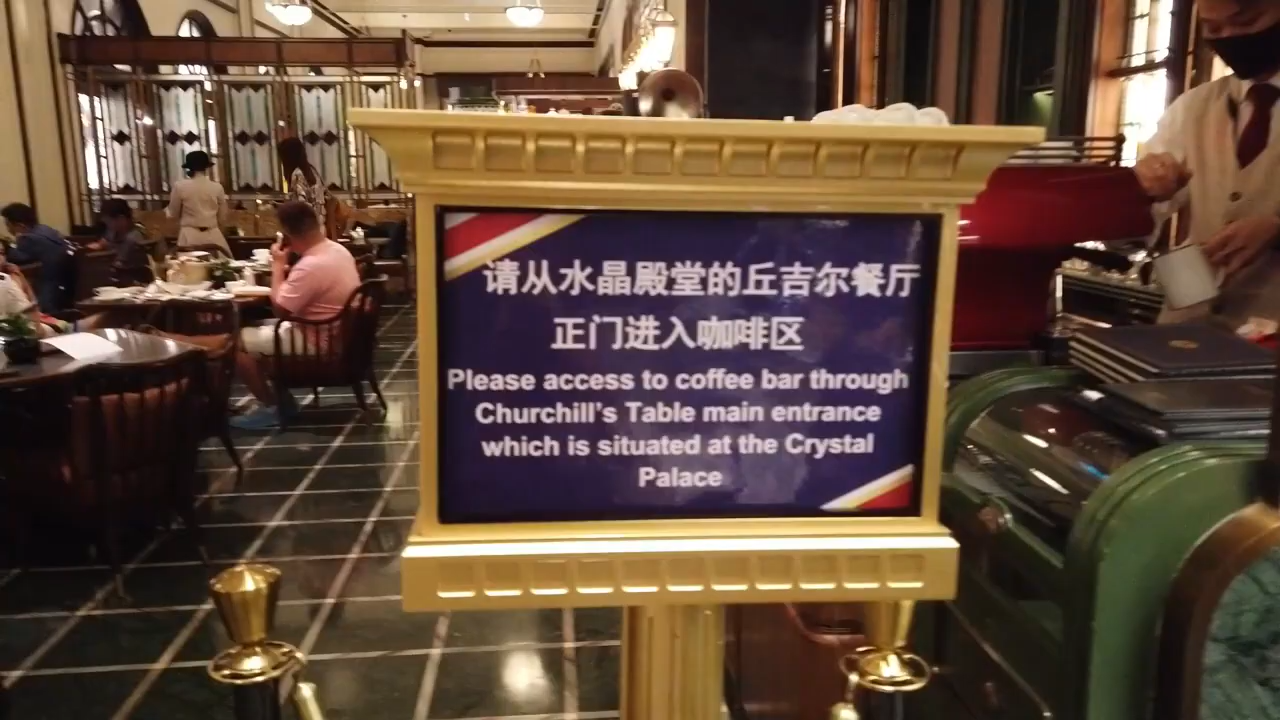 请从水晶殿堂的丘吉尔餐厅
正门进入咖啡区
Please access to coffee bar through
Churchill's Table main entrance
which is situated at the Crystal
Palace